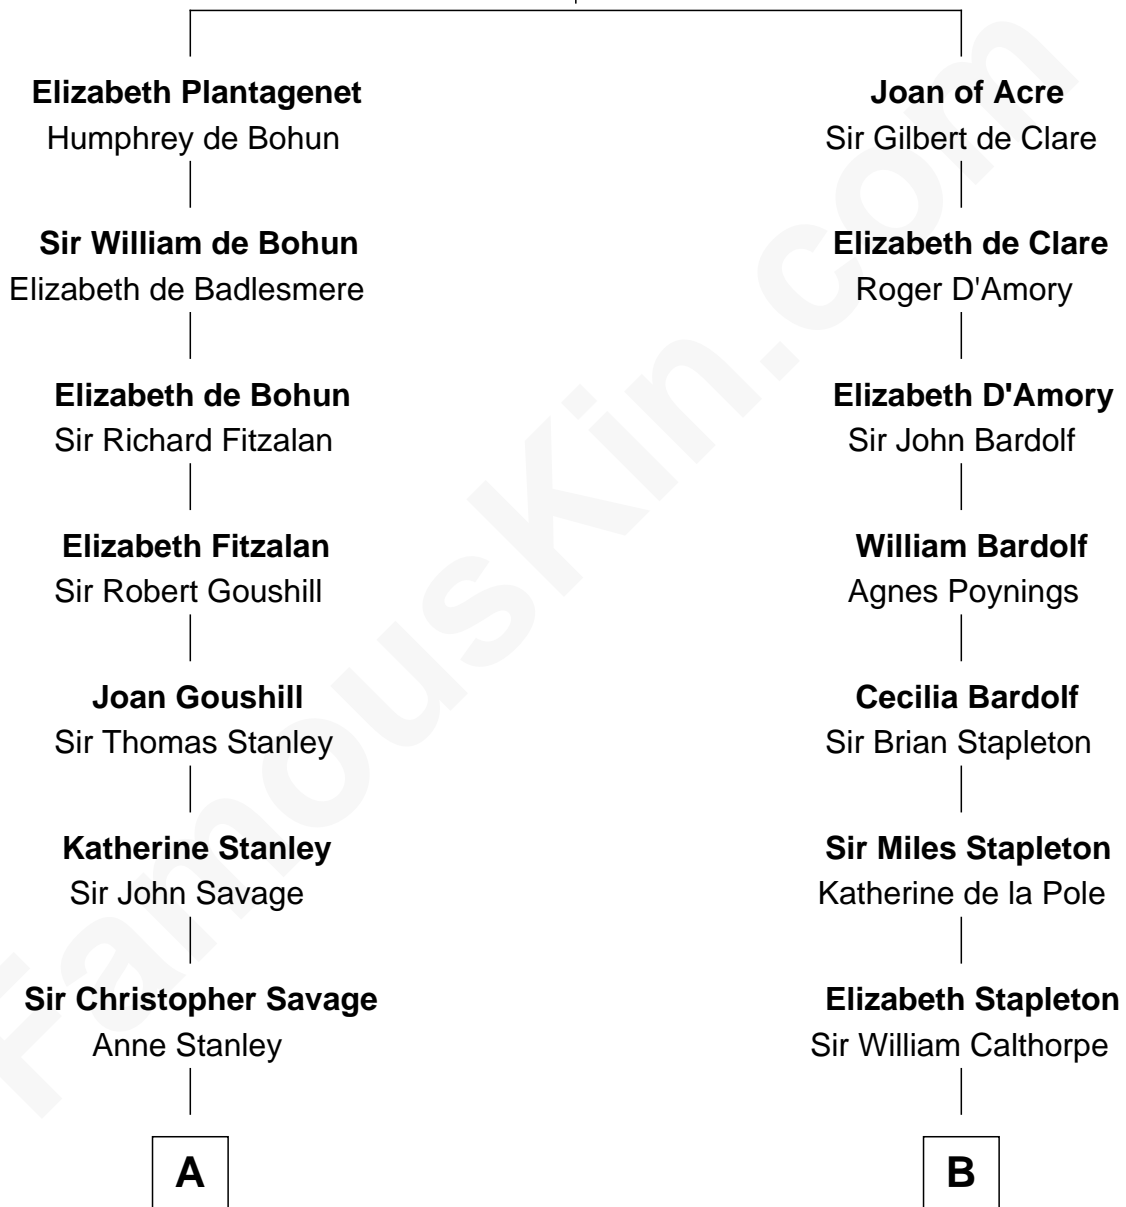 Elizabeth Plantagenet
Humphrey de Bohun
Sir William de Bohun
Elizabeth de Badlesmere
Elizabeth de Bohun
Sir Richard Fitzalan
Elizabeth Fitzalan
Sir Robert Goushill
Joan Goushill
Sir Thomas Stanley
Katherine Stanley
Sir John Savage
Sir Christopher Savage
Anne Stanley
A
Joan of Acre
Sir Gilbert de Clare
Elizabeth de Clare
Roger D'Amory
Elizabeth D'Amory
Sir John Bardolf
William Bardolf
Agnes Poynings
Cecilia Bardolf
Sir Brian Stapleton
Sir Miles Stapleton
Katherine de la Pole
Elizabeth Stapleton
Sir William Calthorpe
B
FamousKin.com